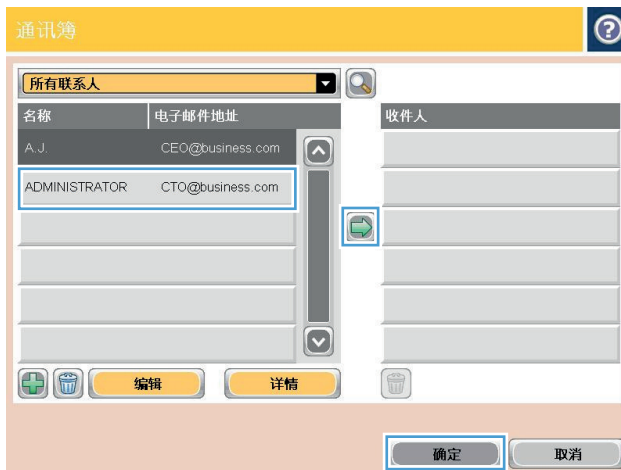 通讯簿
?
所有联系人
名称 电子邮件地址 收件人
A.J. CEO@business.com
ADMINISTRATOR CTO@business.com
编辑 详情
确定 取消